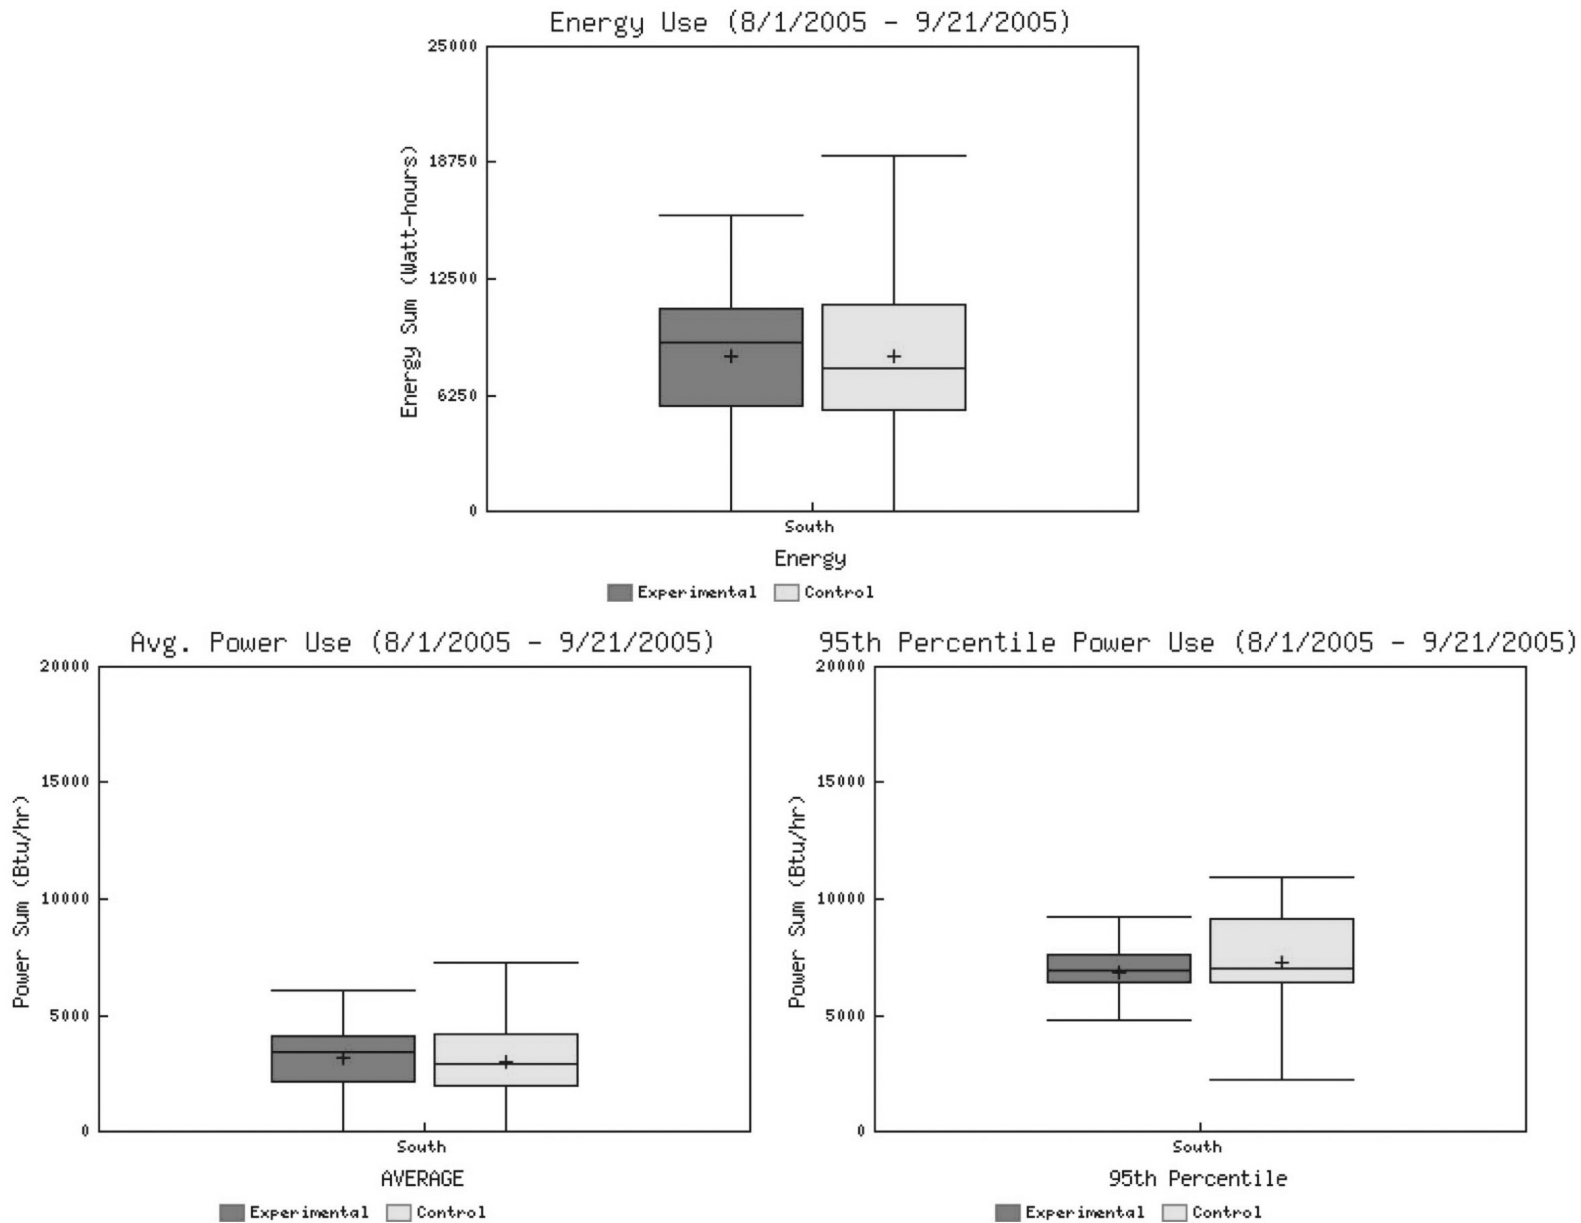 Energy Use (8/1/2005 - 9/21/2005)
25000
18750
12500
6250
0
Energy Sum (Watt-hours)
South
Energy
Experimental Control
Avg. Power Use (8/1/2005 - 9/21/2005)
20000
15000
10000
5000
0
Power Sum (Btu/hr)
South
AVERAGE
Experimental Control
95th Percentile Power Use (8/1/2005 - 9/21/2005)
20000
15000
10000
5000
0
Power Sum (Btu/hr)
South
95th Percentile
Experimental Control